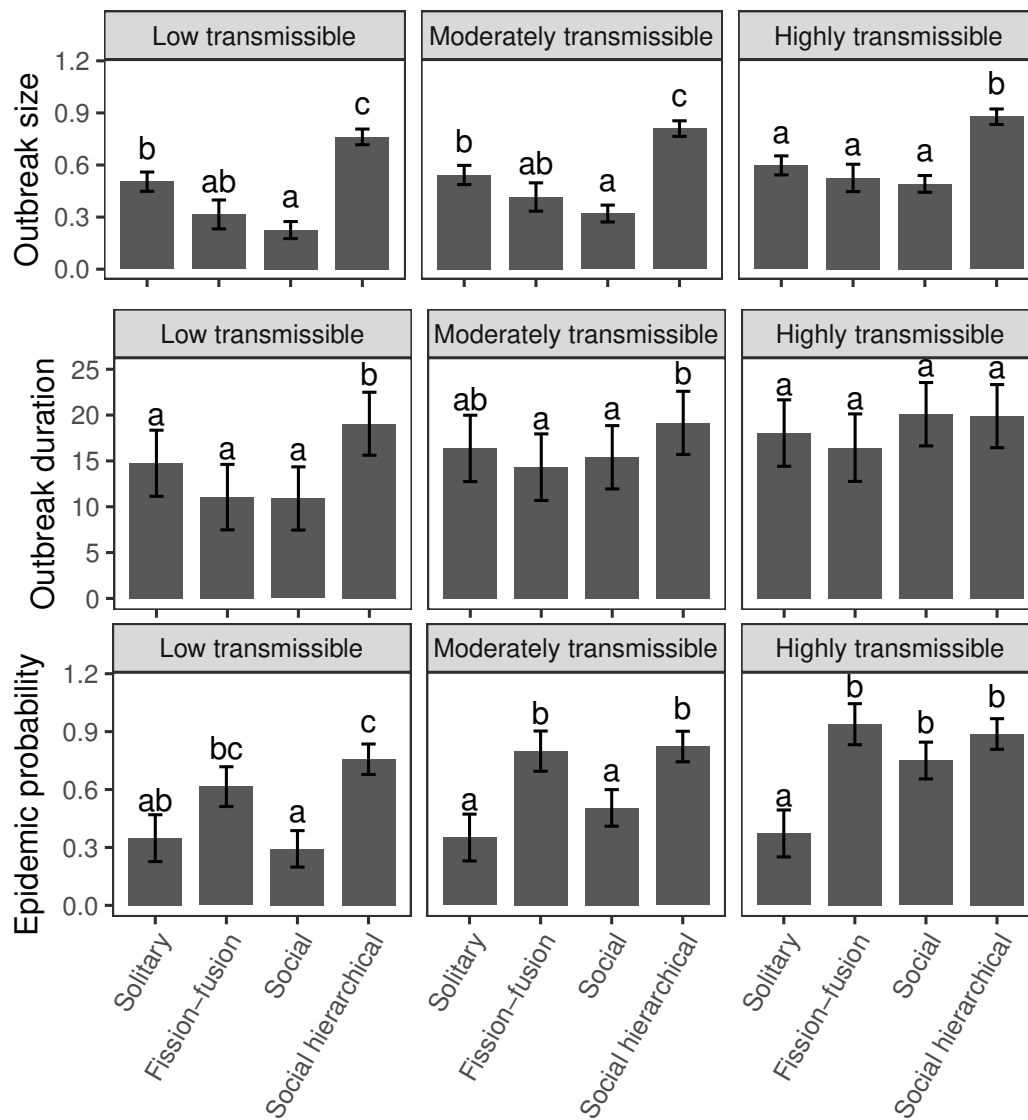 Low transmissible Moderately transmissible Highly transmissible
Outbreak size
1.2
0.9
0.6
0.3
0.0
b ab a c
b ab a c
a a a b
Low transmissible Moderately transmissible Highly transmissible
Outbreak duration
25
20
15
10
5
0
a a a b
ab a a b
a a a a
Low transmissible Moderately transmissible Highly transmissible
Epidemic probability
1.2
0.9
0.6
0.3
0.0
ab bc a c
a b a b
a b b b
Solitary
Fission−fusion
Social
Social hierarchical
Solitary
Fission−fusion
Social
Social hierarchical
Solitary
Fission−fusion
Social
Social hierarchical